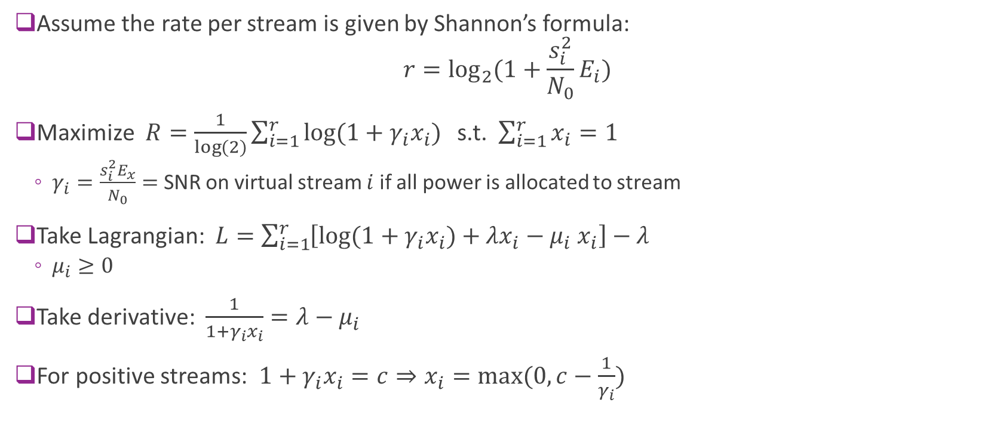 ❑Assume the rate per stream is given by Shannon’s formula:
$r = \log_2(1 + \frac{s_i^2}{N_0} E_i)$
❑Maximize $R = \frac{1}{\log(2)} \sum_{i=1}^{r} \log(1 + \gamma_i x_i)$ s.t. $\sum_{i=1}^{r} x_i = 1$
◦ $\gamma_i = \frac{s_i^2 E_x}{N_0}$ = SNR on virtual stream $i$ if all power is allocated to stream
❑Take Lagrangian: $L = \sum_{i=1}^{r} [\log(1 + \gamma_i x_i) + \lambda x_i - \mu_i \, x_i] - \lambda$
◦ $\mu_i \geq 0$
❑Take derivative: $\frac{1}{1+\gamma_i x_i} = \lambda - \mu_i$
❑For positive streams: $1 + \gamma_i x_i = c \Rightarrow x_i = \max(0, c - \frac{1}{\gamma_i})$